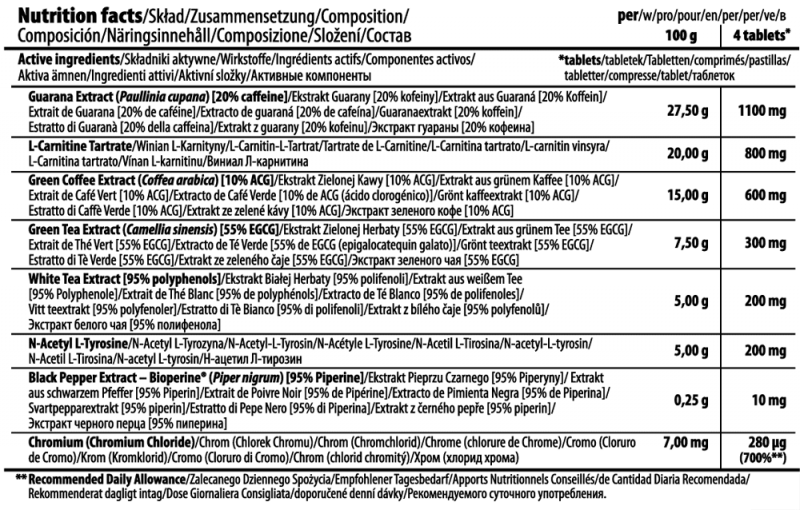 Nutrition facts/Skład/Zusammensetzung/Composition/
Composición/Näringsinnehåll/Composizione/Složení/Состав
per/w/pro/pour/en/per/per/ve/в
100 g
4 tablets*
Active ingredients/Składniki aktywne/Wirkstoffe/Ingrédients actifs/Componentes activos/
Aktiva ämnen/Ingredienti attivi/Aktivní složky/Активные компоненты
*tablets/tabletek/Tabletten/comprimés/pastillas/
tabletter/compresse/tablet/таблеток
Guarana Extract (Paullinia cupana) [20% caffeine]/Ekstrakt Guarany [20% kofeiny]/Extrakt aus Guaraná [20% Koffein]/
Extrait de Guarana [20% de caféine]/Extracto de guaraná [20% de cafeína]/Guaranaextrakt [20% koffein]/
Estratto di Guaranà [20% della caffeina]/Extrakt z guarany [20% kofeinu]/Экстракт гуараны [20% кофеина]
27,50 g
1100 mg
L-Carnitine Tartrate/Winian L-Karnityny/L-Carnitin-L-Tartrat/Tartrate de L-Carnitine/L-Carnitina tartrato/L-carnitin vinsyra/
L-Carnitina tartrato/Vínan L-karnitinu/Виниал Л-карнитина
20,00 g
800 mg
Green Coffee Extract (Coffea arabica) [10% ACG]/Ekstrakt Zielonej Kawy [10% ACG]/Extrakt aus grünem Kaffee [10% ACG]/
Extrait de Café Vert [10% ACG]/Extracto de Café Verde [10% de ACG (ácido clorogénico)]/Grönt kaffeextrakt [10% ACG]/
Estratto di Caffè Verde [10% ACG]/Extrakt ze zelené kávy [10% ACG]/Экстракт зеленого кофе [10% ACG]
15,00 g
600 mg
Green Tea Extract (Camellia sinensis) [55% EGCG]/Ekstrakt Zielonej Herbaty [55% EGCG]/Extrakt aus grünem Tee [55% EGCG]/
Extrait de Thé Vert [55% EGCG]/Extracto de Té Verde [55% de EGCG (epigalocatequin galato)]/Grönt teextrakt [55% EGCG]/
Estratto di Tè Verde [55% EGCG]/Extrakt ze zeleného čaje [55% EGCG]/Экстракт зеленого чая [55% EGCG]
7,50 g
300 mg
White Tea Extract [95% polyphenols]/Ekstrakt Białej Herbaty [95% polifenoli]/Extrakt aus weißem Tee
[95% Polyphenole]/Extrait de Thé Blanc [95% de polyphénols]/Extracto de Té Blanco [95% de polifenoles]/
Vitt teextrakt [95% polyfenoler]/Estratto di Tè Bianco [95% di polifenoli]/Extrakt z bílého čaje [95% polyfenolů]/
Экстракт белого чая [95% полифенола]
5,00 g
200 mg
N-Acetyl L-Tyrosine/N-Acetyl L-Tyrozyna/N-Acetyl-L-Tyrosin/N-Acétyle L-Tyrosine/N-Acetil L-Tirosina/N-acetyl-L-tyrosin/
N-Acetil L-Tirosina/N-acetyl L-tyrosin/Н-ацетил Л-тирозин
5,00 g
200 mg
Black Pepper Extract – Bioperine® (Piper nigrum) [95% Piperine]/Ekstrakt Pieprzu Czarnego [95% Piperyny]/ Extrakt
aus schwarzem Pfeffer [95% Piperin]/Extrait de Poivre Noir [95% de Pipérine]/Extracto de Pimienta Negra [95% de Piperina]/
Svartpepparextrakt [95% piperin]/Estratto di Pepe Nero [95% di Piperina]/Extrakt z černého pepře [95% piperin]/
Экстракт черного перца [95% пиперина]
0,25 g
10 mg
Chromium (Chromium Chloride)/Chrom (Chlorek Chromu)/Chrom (Chromchlorid)/Chrome (chlorure de Chrome)/Cromo (Cloruro
de Cromo)/Krom (Kromklorid)/Cromo (Cloruro di Cromo)/Chrom (chlorid chromitý)/Хром (хлорид хрома)
7,00 mg
280 µg
(700%**)
**Recommended Daily Allowance/Zalecanego Dziennego Spożycia/Empfohlener Tagesbedarf/Apports Nutritionnels Conseillés/de Cantidad Diaria Recomendada/
Rekommenderat dagligt intag/Dose Giornaliera Consigliata/doporučené denní dávky/Рекомендуемого суточного употребления.